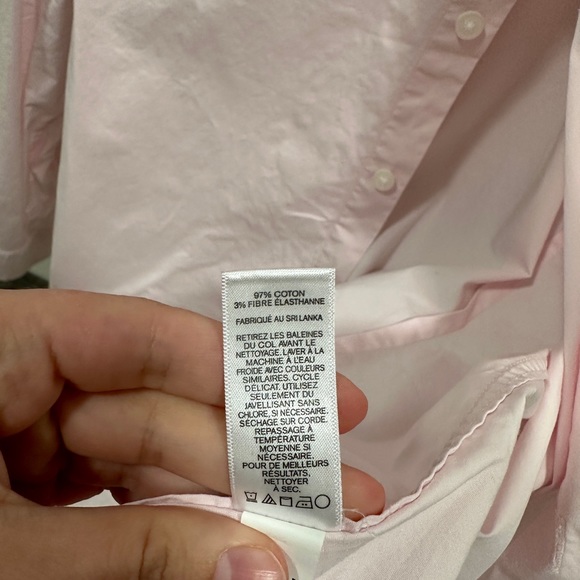 97% COTON
3% FIBRE ÉLASTHANNE
FABRIQUÉ AU SRI LANKA
RETIREZ LES BALEINES
DU COL AVANT LE
NETTOYAGE. LAVER À LA
MACHINE À L'EAU
FROIDE AVEC COULEURS
SIMILAIRES. CYCLE
DÉLICAT. UTILISEZ
SEULEMENT DU
JAVELLISANT SANS
CHLORE, SI NÉCESSAIRE.
SÉCHAGE SUR CORDE.
REPASSAGE À
TEMPÉRATURE
MOYENNE SI
NÉCESSAIRE.
POUR DE MEILLEURS
RÉSULTATS,
NETTOYER
À SEC.